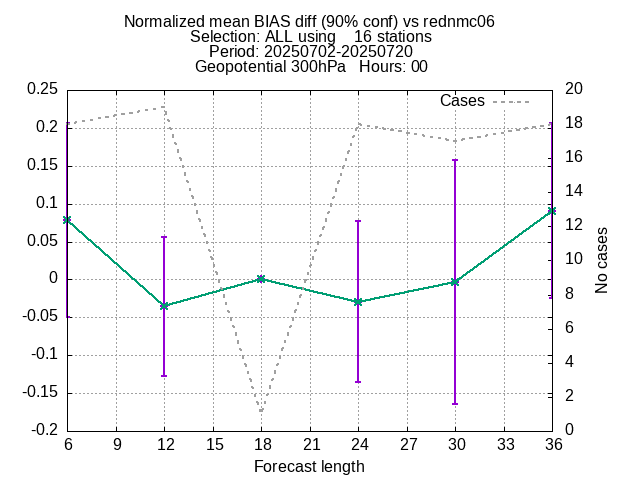 Normalized mean BIAS diff (90% conf) vs rednmc06
Selection: ALL using    16 stations
Period: 20250702-20250720
Geopotential 300hPa   Hours: 00
Cases
0.25
0.2
0.15
0.1
0.05
0
-0.05
-0.1
-0.15
-0.2
20
18
16
14
12
10
8
6
4
2
0
No cases
6 9 12 15 18 21 24 27 30 33 36
Forecast length